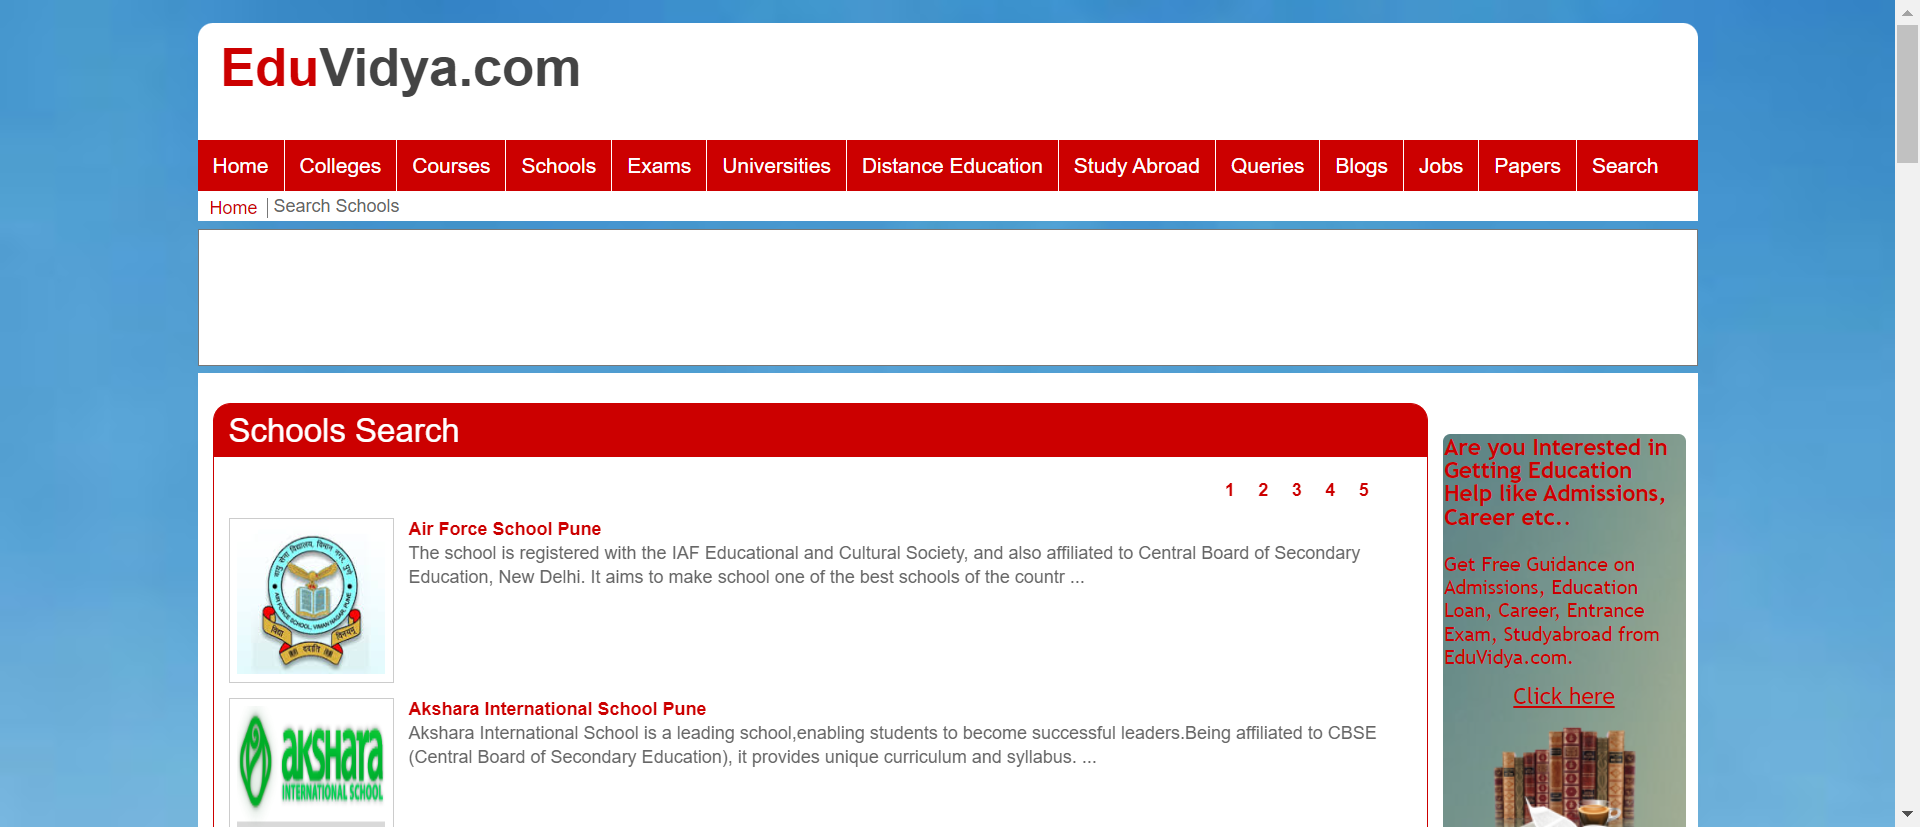 EduVidya.com
Home Colleges Courses Schools Exams Universities Distance Education Study Abroad Queries Blogs Jobs Papers Search
Home Search Schools
Schools Search
1 2 3 4 5
Air Force School Pune
The school is registered with the IAF Educational and Cultural Society, and also affiliated to Central Board of Secondary
Education, New Delhi. It aims to make school one of the best schools of the countr ...
AIR FORCE SCHOOL, VIMAN NAGAR, PUNE
Akshara International School Pune
Akshara International School is a leading school,enabling students to become successful leaders.Being affiliated to CBSE
(Central Board of Secondary Education), it provides unique curriculum and syllabus. ...
akshara
INTERNATIONAL SCHOOL
Are you Interested in
Getting Education
Help like Admissions,
Career etc..
Get Free Guidance on
Admissions, Education
Loan, Career, Entrance
Exam, Studyabroad from
EduVidya.com.
Click here